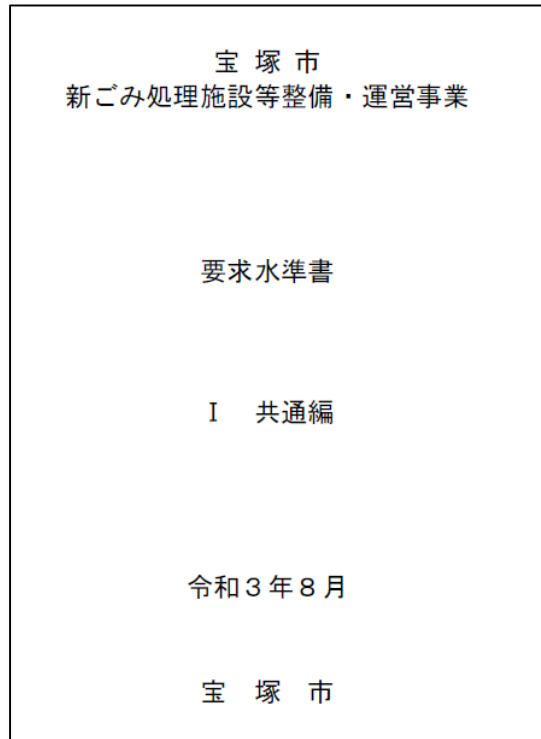 宝 塚 市
新ごみ処理施設等整備・運営事業
要求水準書
Ⅰ 共通編
令和３年８月
宝 塚 市